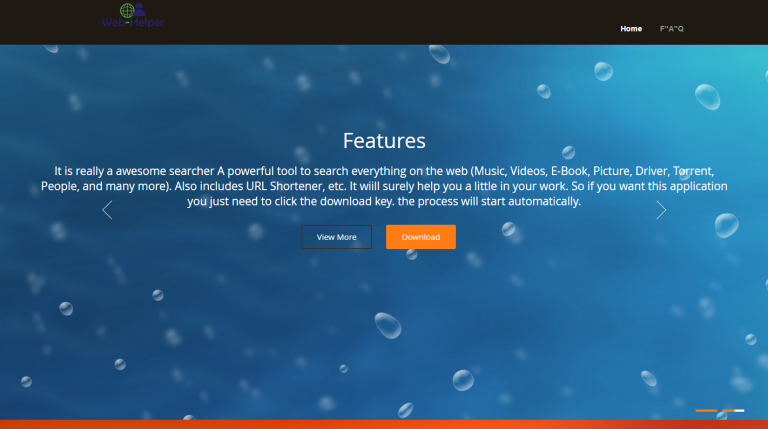 Web-Helper
Home F"A"Q
Features
It is really a awesome searcher A powerful tool to search everything on the web (Music, Videos, E-Book, Picture, Driver, Torrent,
People, and many more). Also includes URL Shortener, etc. It wiill surely help you a little in your work. So if you want this application
you just need to click the download key. the process will start automatically.
View More Download